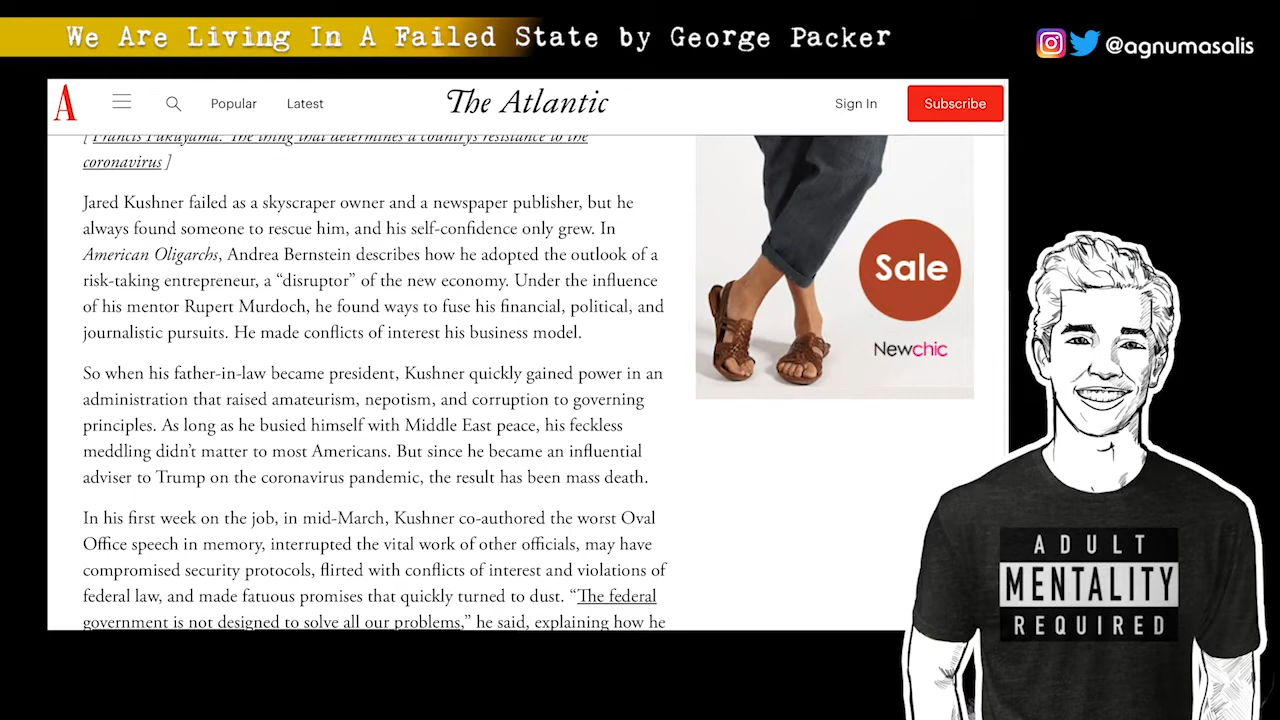 We Are Living In A Failed State by George Packer
@agnumasalis
A
Popular
Latest
The Atlantic
Sign In
Subscribe
[ Francis Fukuyama: The thing that determines a country's resistance to the
coronavirus ]
Jared Kushner failed as a skyscraper owner and a newspaper publisher, but he
always found someone to rescue him, and his self-confidence only grew. In
American Oligarchs, Andrea Bernstein describes how he adopted the outlook of a
risk-taking entrepreneur, a “disruptor” of the new economy. Under the influence
of his mentor Rupert Murdoch, he found ways to fuse his financial, political, and
journalistic pursuits. He made conflicts of interest his business model.
So when his father-in-law became president, Kushner quickly gained power in an
administration that raised amateurism, nepotism, and corruption to governing
principles. As long as he busied himself with Middle East peace, his feckless
meddling didn’t matter to most Americans. But since he became an influential
adviser to Trump on the coronavirus pandemic, the result has been mass death.
In his first week on the job, in mid-March, Kushner co-authored the worst Oval
Office speech in memory, interrupted the vital work of other officials, may have
compromised security protocols, flirted with conflicts of interest and violations of
federal law, and made fatuous promises that quickly turned to dust. “The federal
government is not designed to solve all our problems,” he said, explaining how he
Sale
Newchic
ADULT
MENTALITY
REQUIRED